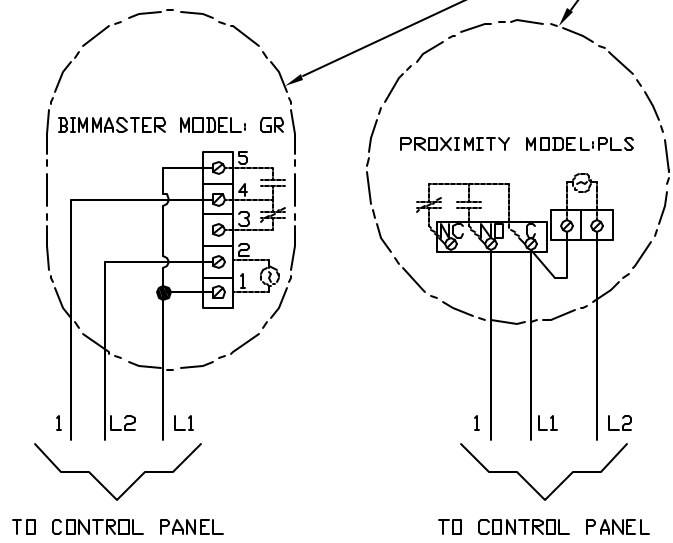 BIMMASTER MODEL: GR
5
4
3
2
1
1
L2
L1
TO CONTROL PANEL
PROXIMITY MODEL:PLS
NC NO C
1
L1
L2
TO CONTROL PANEL